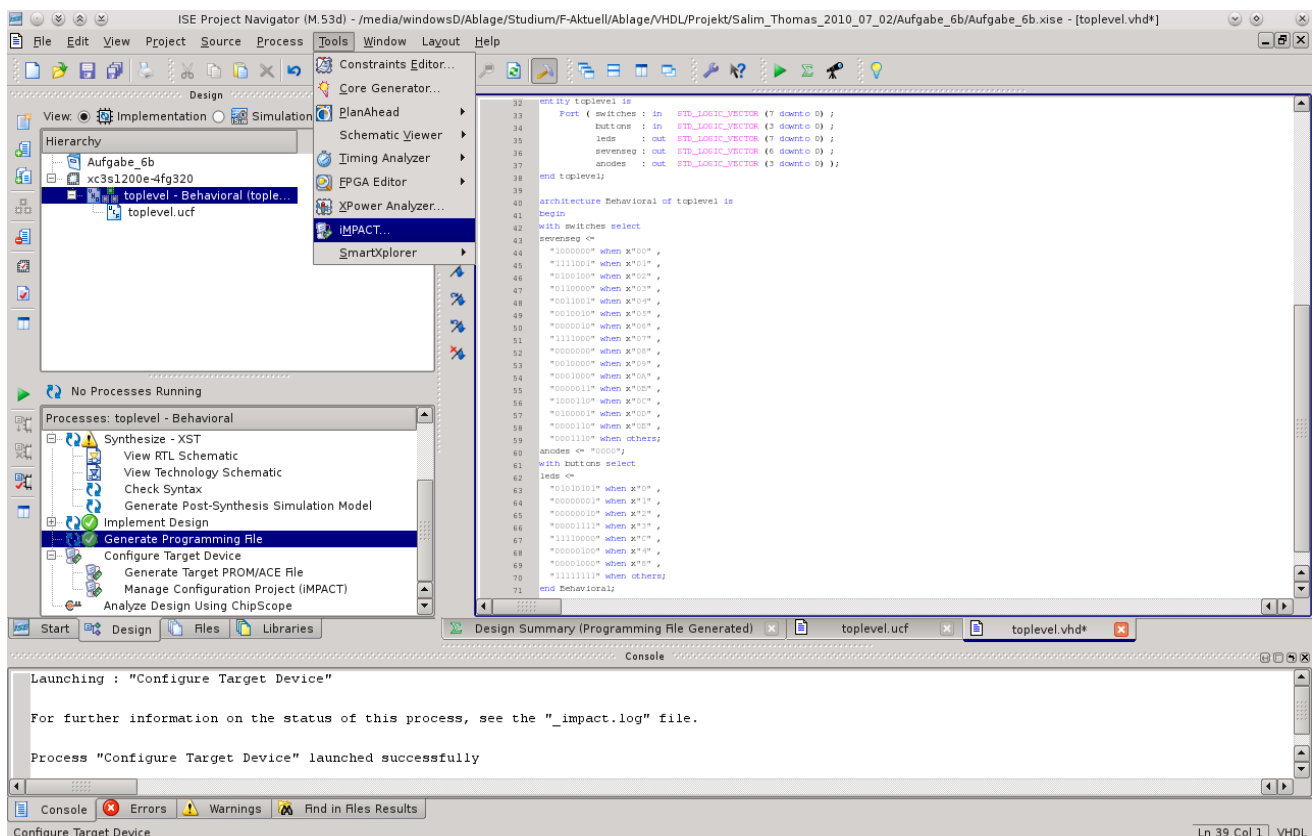 ISE Project Navigator (M.53d) - /media/windowsD/Ablage/Studium/F-Aktuell/Ablage/VHDL/Projekt/Salim_Thomas_2010_07_02/Aufgabe_6b/Aufgabe_6b.xise - [toplevel.vhd*]
File Edit View Project Source Process Tools Window Layout Help
Constraints Editor...
Core Generator...
PlanAhead
Schematic Viewer
Timing Analyzer
FPGA Editor
XPower Analyzer...
iMPACT...
SmartXplorer
Design
View: Implementation Simulation
Hierarchy
Aufgabe_6b
xc3s1200e-4fg320
toplevel - Behavioral (tople...
toplevel.ucf
No Processes Running
Processes: toplevel - Behavioral
Synthesize - XST
View RTL Schematic
View Technology Schematic
Check Syntax
Generate Post-Synthesis Simulation Model
Implement Design
Generate Programming File
Configure Target Device
Generate Target PROM/ACE File
Manage Configuration Project (iMPACT)
Analyze Design Using ChipScope
Start Design Files Libraries
32 entity toplevel is
33 Port ( switches : in STD_LOGIC_VECTOR (7 downto 0) ;
34 buttons : in STD_LOGIC_VECTOR (3 downto 0) ;
35 leds : out STD_LOGIC_VECTOR (7 downto 0) ;
36 sevenseg : out STD_LOGIC_VECTOR (6 downto 0) ;
37 anodes : out STD_LOGIC_VECTOR (3 downto 0) );
38 end toplevel;
39
40 architecture Behavioral of toplevel is
41 begin
42 with switches select
43 sevenseg <=
44 "1000000" when x"00" ,
45 "1111001" when x"01" ,
46 "0100100" when x"02" ,
47 "0110000" when x"03" ,
48 "0011001" when x"04" ,
49 "0010010" when x"05" ,
50 "0000010" when x"06" ,
51 "1111000" when x"07" ,
52 "0000000" when x"08" ,
53 "0010000" when x"09" ,
54 "0001000" when x"0A" ,
55 "0000011" when x"0B" ,
56 "1000110" when x"0C" ,
57 "0100001" when x"0D" ,
58 "0000110" when x"0E" ,
59 "0001110" when others;
60 anodes <= "0000";
61 with buttons select
62 leds <=
63 "01010101" when x"0" ,
64 "00000001" when x"1" ,
65 "00000010" when x"2" ,
66 "00001111" when x"3" ,
67 "11110000" when x"C" ,
68 "00000100" when x"4" ,
69 "00001000" when x"8" ,
70 "11111111" when others;
71 end Behavioral;
Design Summary (Programming File Generated) toplevel.ucf toplevel.vhd*
Console
Launching : "Configure Target Device"
For further information on the status of this process, see the "_impact.log" file.
Process "Configure Target Device" launched successfully
Console Errors Warnings Find in Files Results
Configure Target Device Ln 39 Col 1 VHDL